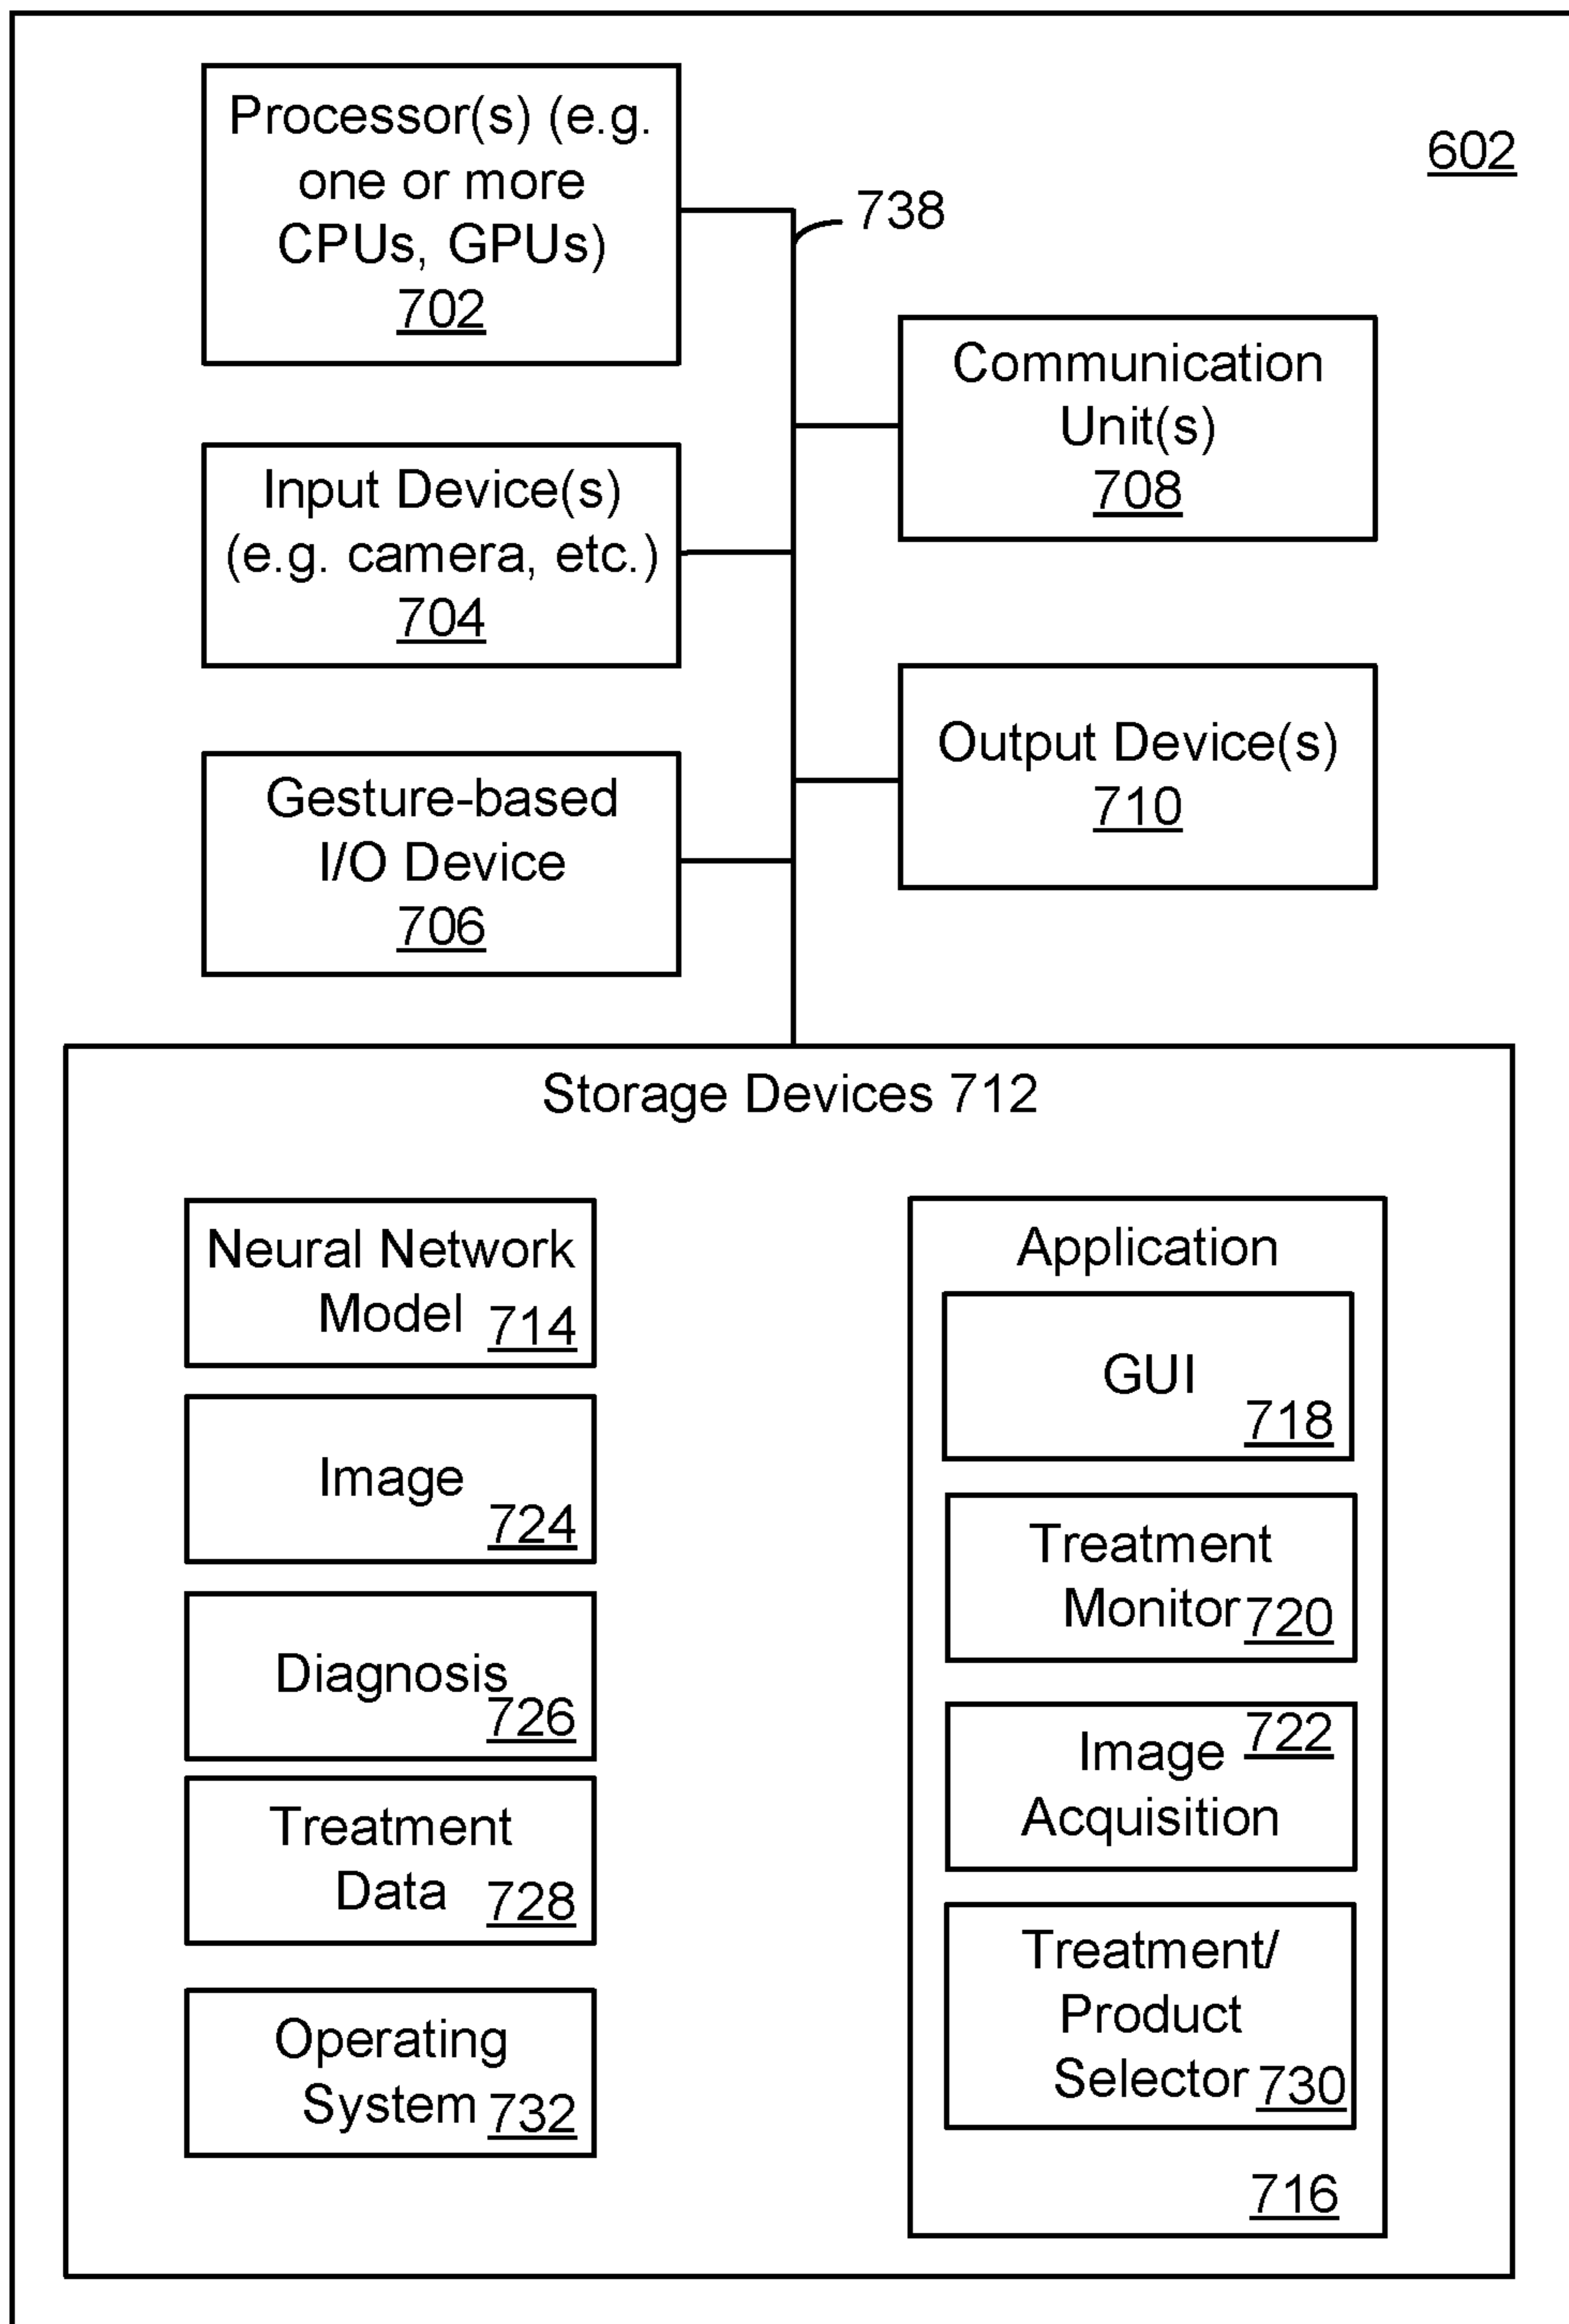 602
Processor(s) (e.g.
one or more
CPUs, GPUs)
702
738
Communication
Unit(s)
708
Input Device(s)
(e.g. camera, etc.)
704
Output Device(s)
710
Gesture-based
I/O Device
706
Storage Devices 712
Neural Network
Model 714
Image
724
Diagnosis
726
Treatment
Data 728
Operating
System 732
Application
GUI
718
Treatment
Monitor 720
Image 722
Acquisition
Treatment/
Product
Selector 730
716